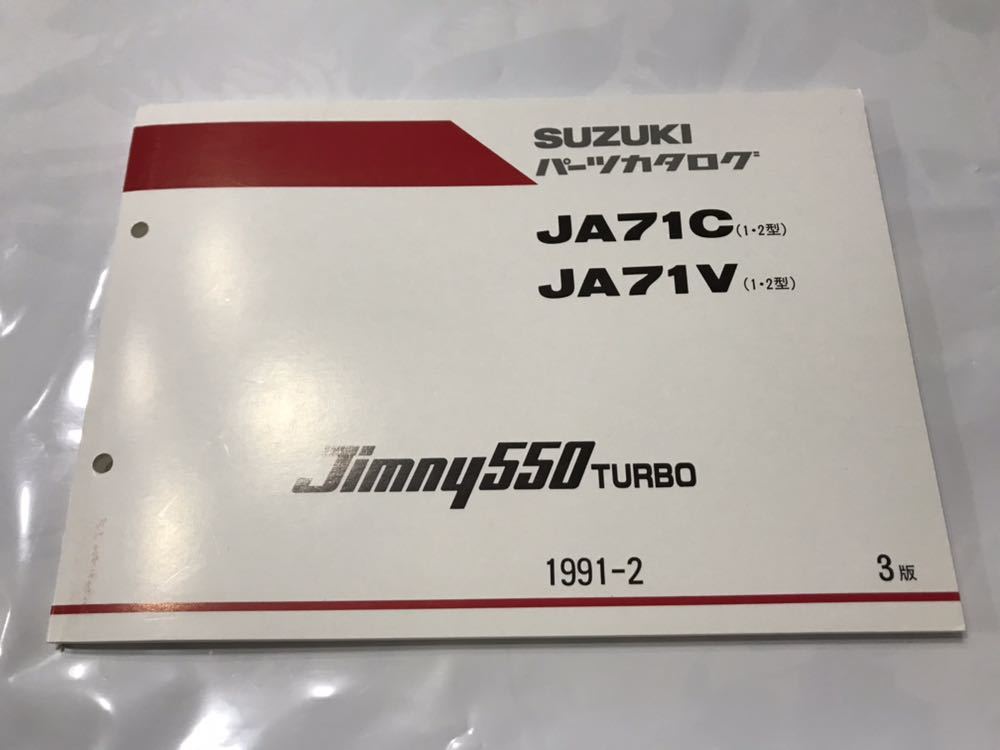 SUZUKI
パーツカタログ
JA71C(1・2型)
JA71V(1・2型)
Jimny550 TURBO
1991-2
3版